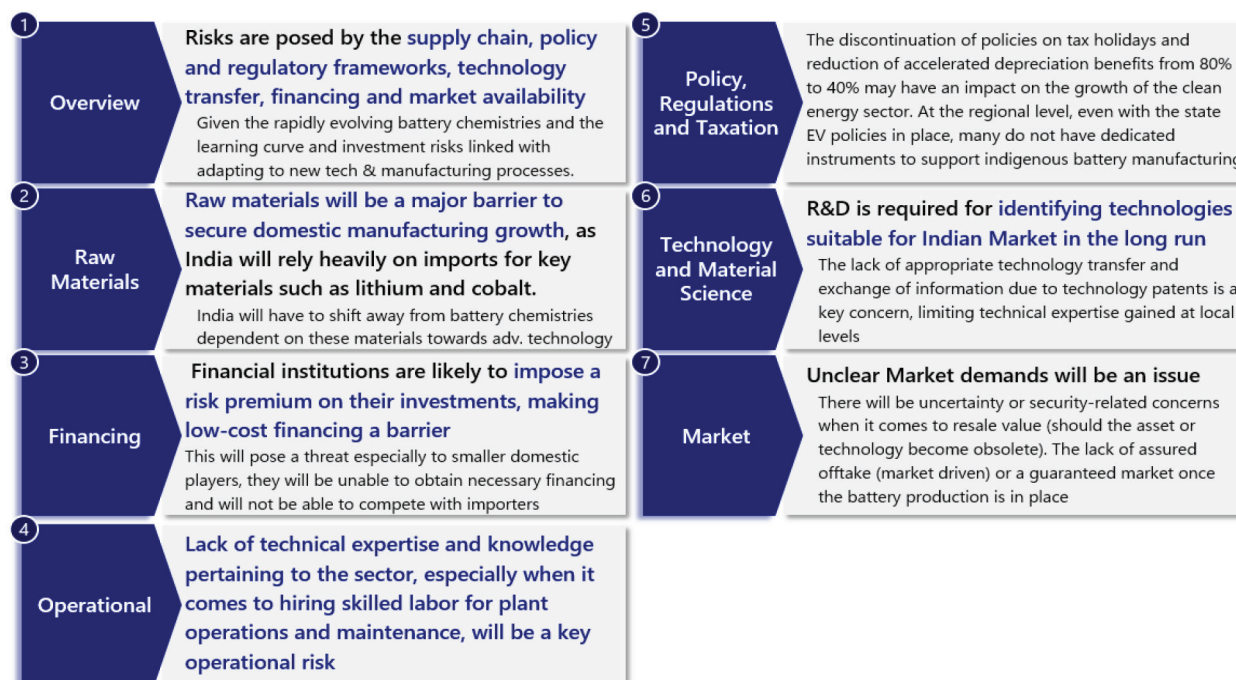 1
Overview
Risks are posed by the supply chain, policy
and regulatory frameworks, technology
transfer, financing and market availability
Given the rapidly evolving battery chemistries and the
learning curve and investment risks linked with
adapting to new tech & manufacturing processes.
2
Raw
Materials
Raw materials will be a major barrier to
secure domestic manufacturing growth, as
India will rely heavily on imports for key
materials such as lithium and cobalt.
India will have to shift away from battery chemistries
dependent on these materials towards adv. technology
3
Financing
Financial institutions are likely to impose a
risk premium on their investments, making
low-cost financing a barrier
This will pose a threat especially to smaller domestic
players, they will be unable to obtain necessary financing
and will not be able to compete with importers
4
Operational
Lack of technical expertise and knowledge
pertaining to the sector, especially when it
comes to hiring skilled labor for plant
operations and maintenance, will be a key
operational risk
5
Policy,
Regulations
and Taxation
The discontinuation of policies on tax holidays and
reduction of accelerated depreciation benefits from 80%
to 40% may have an impact on the growth of the clean
energy sector. At the regional level, even with the state
EV policies in place, many do not have dedicated
instruments to support indigenous battery manufacturing
6
Technology
and Material
Science
R&D is required for identifying technologies
suitable for Indian Market in the long run
The lack of appropriate technology transfer and
exchange of information due to technology patents is a
key concern, limiting technical expertise gained at local
levels
7
Market
Unclear Market demands will be an issue
There will be uncertainty or security-related concerns
when it comes to resale value (should the asset or
technology become obsolete). The lack of assured
offtake (market driven) or a guaranteed market once
the battery production is in place